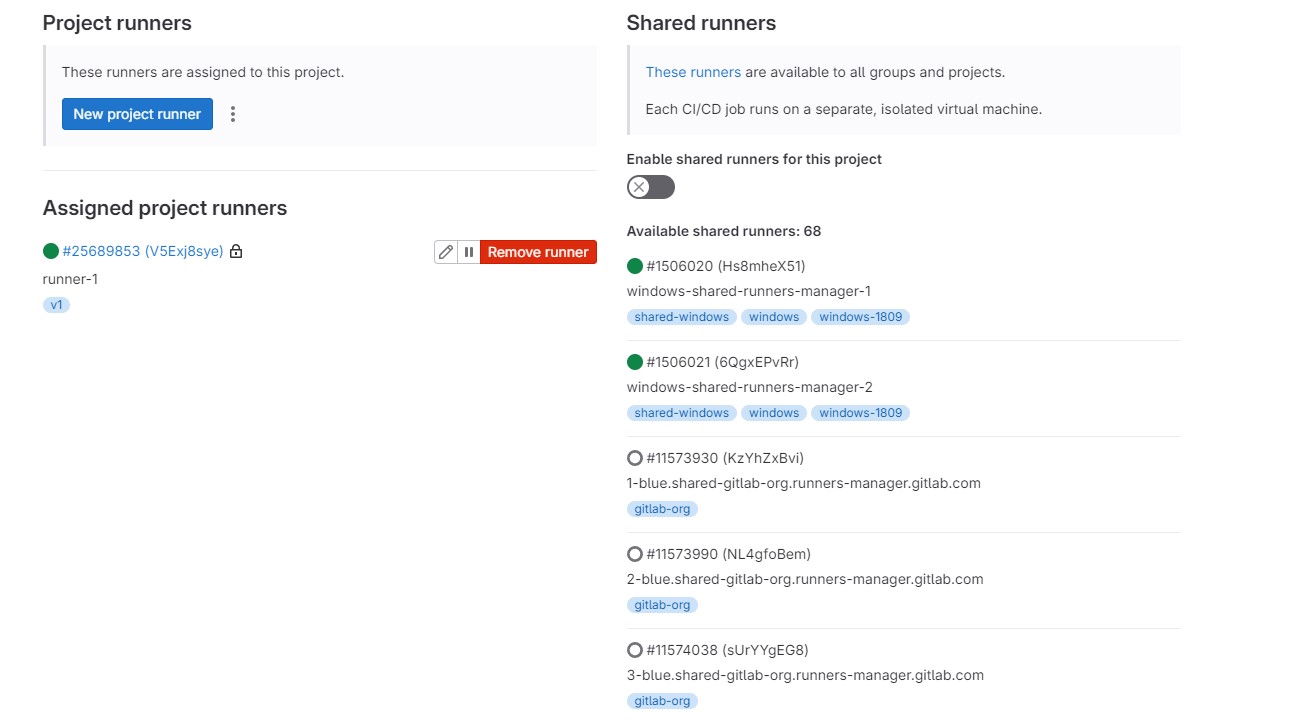 Project runners
These runners are assigned to this project.
New project runner
Assigned project runners
#25689853 (V5Exj8sye)
Remove runner
runner-1
v1
Shared runners
These runners are available to all groups and projects.
Each CI/CD job runs on a separate, isolated virtual machine.
Enable shared runners for this project
Available shared runners: 68
#1506020 (Hs8mheX51)
windows-shared-runners-manager-1
shared-windows windows windows-1809
#1506021 (6QgxEPvRr)
windows-shared-runners-manager-2
shared-windows windows windows-1809
#11573930 (KzYhZxBvi)
1-blue.shared-gitlab-org.runners-manager.gitlab.com
gitlab-org
#11573990 (NL4gfoBem)
2-blue.shared-gitlab-org.runners-manager.gitlab.com
gitlab-org
#11574038 (sUrYYgEG8)
3-blue.shared-gitlab-org.runners-manager.gitlab.com
gitlab-org